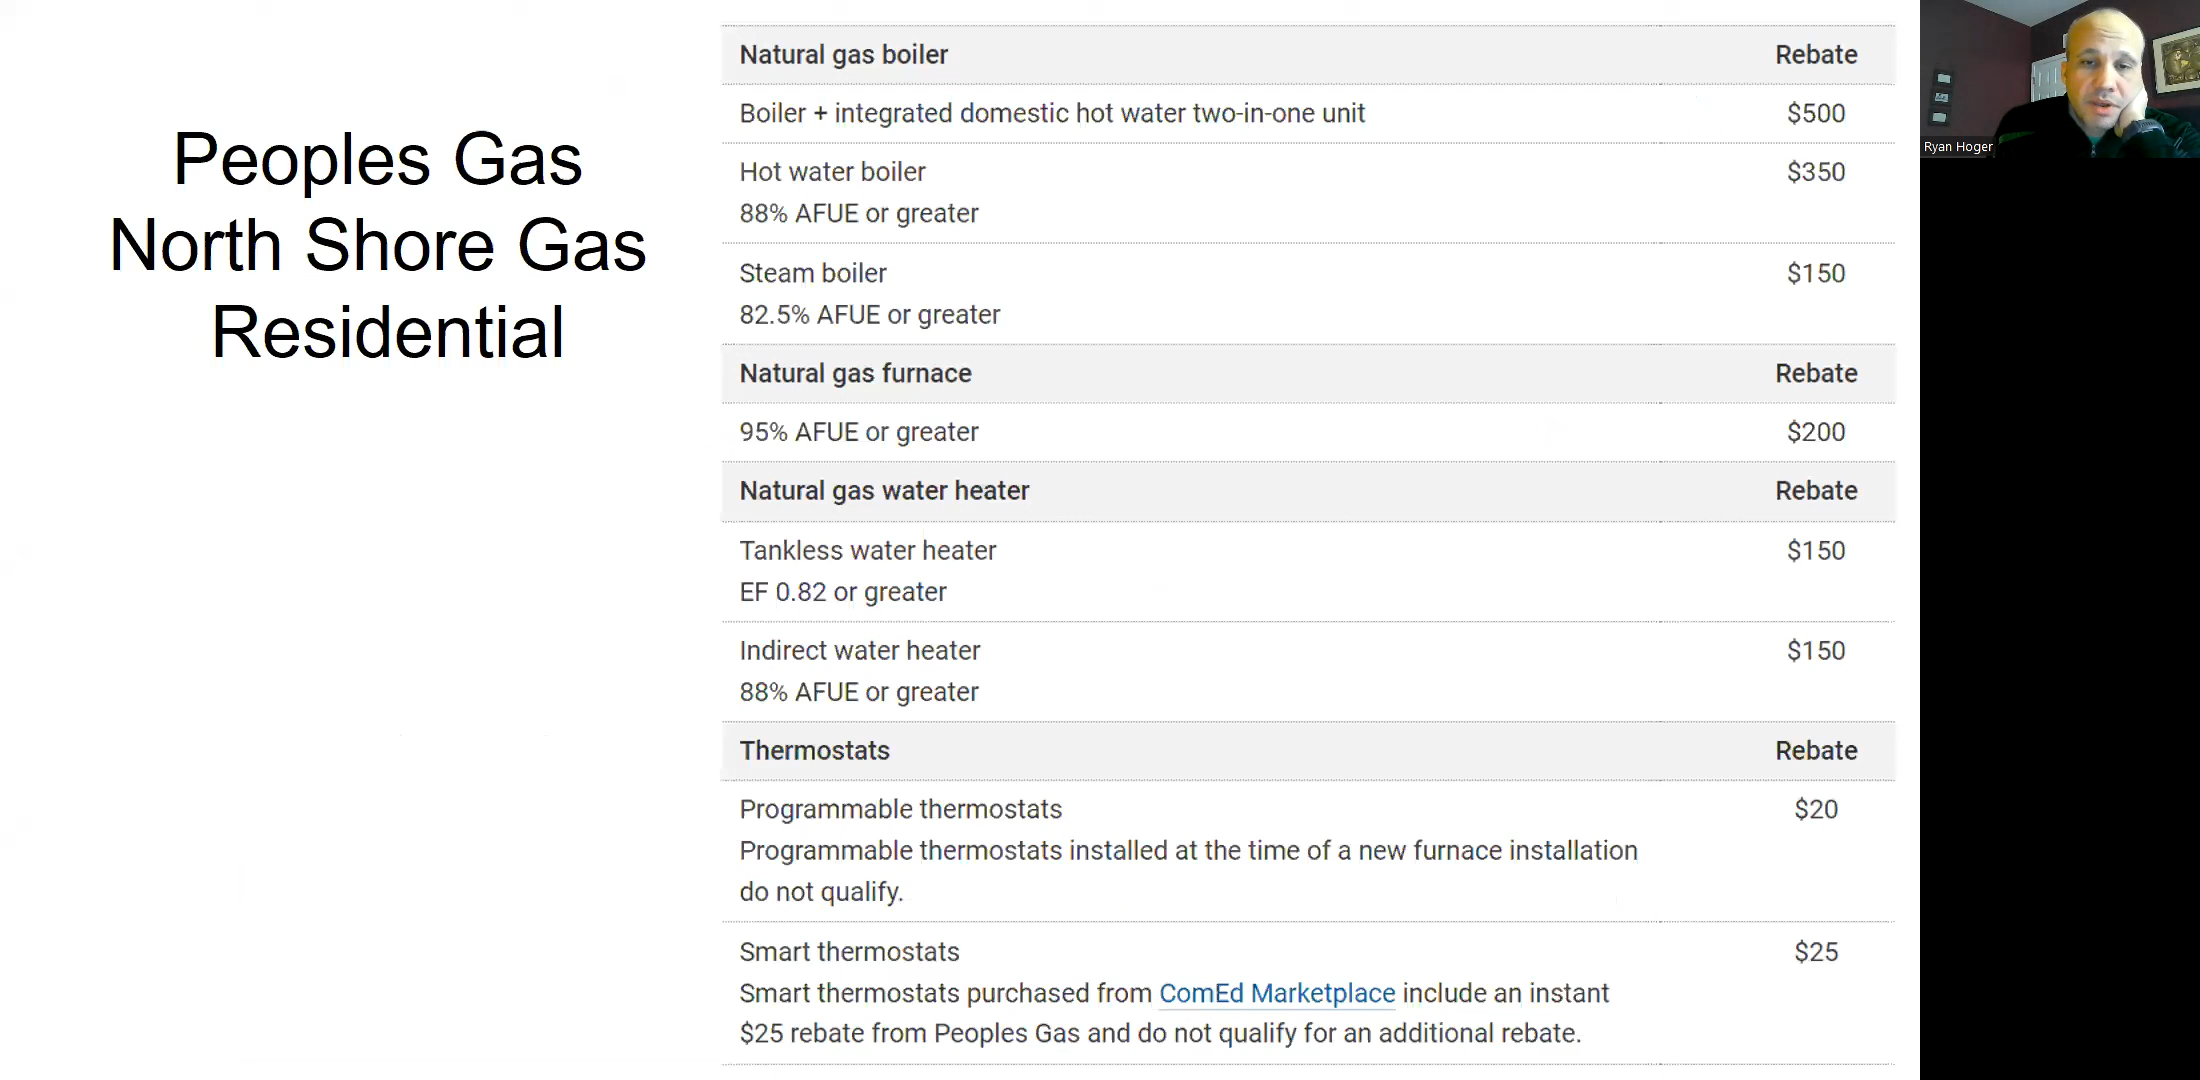 Peoples Gas
North Shore Gas
Residential
Natural gas boiler Rebate
Boiler + integrated domestic hot water two-in-one unit $500
Hot water boiler $350
88% AFUE or greater
Steam boiler $150
82.5% AFUE or greater
Natural gas furnace Rebate
95% AFUE or greater $200
Natural gas water heater Rebate
Tankless water heater $150
EF 0.82 or greater
Indirect water heater $150
88% AFUE or greater
Thermostats Rebate
Programmable thermostats $20
Programmable thermostats installed at the time of a new furnace installation
do not qualify.
Smart thermostats $25
Smart thermostats purchased from ComEd Marketplace include an instant
$25 rebate from Peoples Gas and do not qualify for an additional rebate.
Ryan Hoger